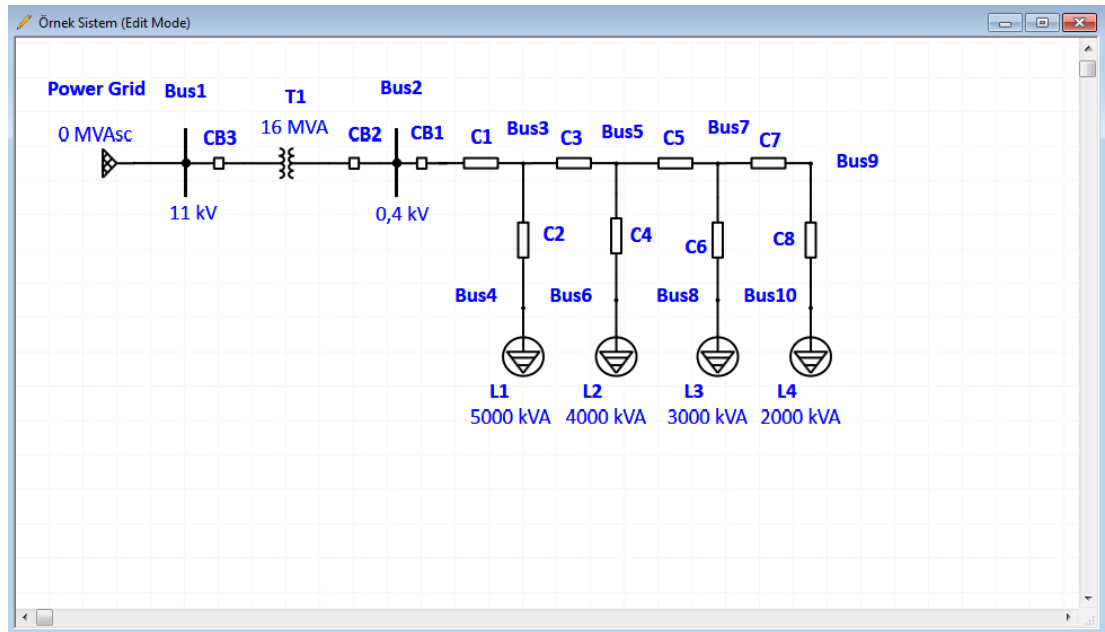 Örnek Sistem (Edit Mode)
Power Grid
Bus1
T1
Bus2
0 MVAsc
CB3
16 MVA
CB2
CB1
C1
Bus3
C3
Bus5
C5
Bus7
C7
Bus9
11 kV
0,4 kV
C2
C4
C6
C8
Bus4
Bus6
Bus8
Bus10
L1
L2
L3
L4
5000 kVA
4000 kVA
3000 kVA
2000 kVA